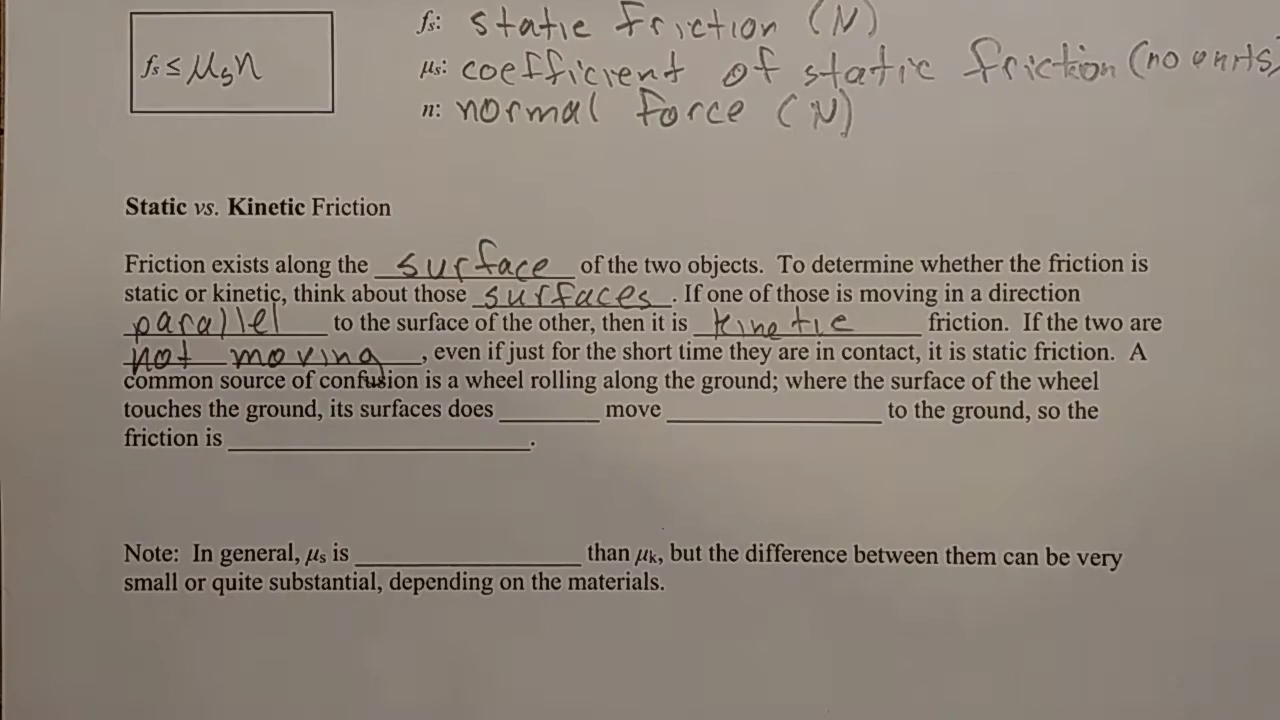 fs ≤ μsn
fs: static friction (N)
μs: coefficient of static friction (no units)
n: normal force (N)
Static vs. Kinetic Friction
Friction exists along the surface of the two objects. To determine whether the friction is
static or kinetic, think about those surfaces. If one of those is moving in a direction
parallel to the surface of the other, then it is kinetic friction. If the two are
not moving, even if just for the short time they are in contact, it is static friction. A
common source of confusion is a wheel rolling along the ground; where the surface of the wheel
touches the ground, its surfaces does ________ move ________________ to the ground, so the
friction is ________________________.
Note: In general, μs is __________________ than μk, but the difference between them can be very
small or quite substantial, depending on the materials.